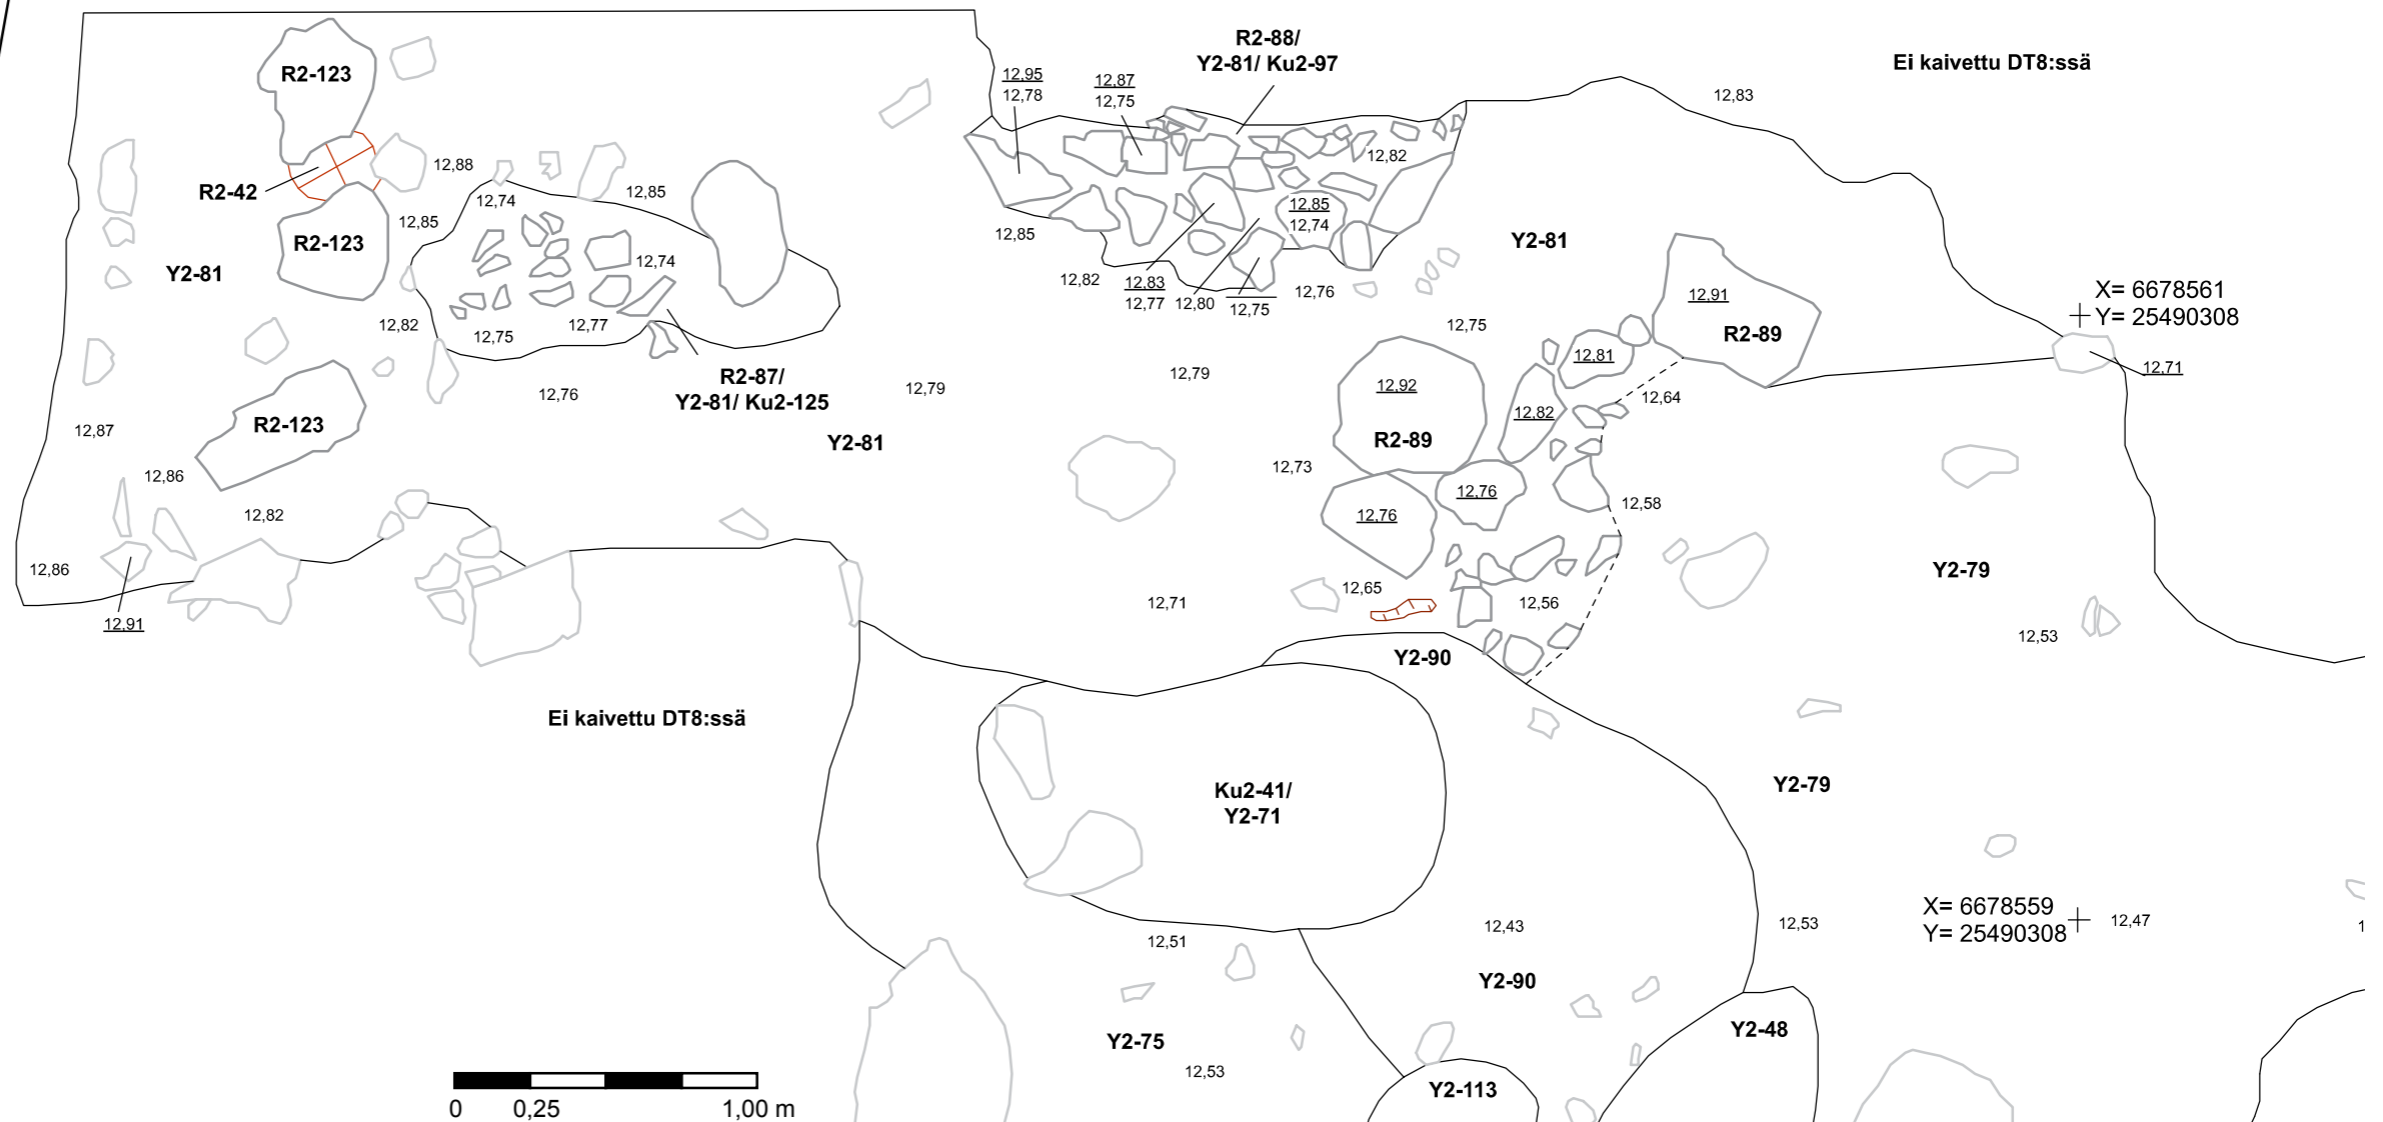 R2-88/
Y2-81/ Ku2-97
Ei kaivettu DT8:ssä
R2-123
12,95
12,78
12,87
12,75
12,83
12,88
12,82
R2-42
12,85
12,74
12,85
R2-123
12,85
12,74
12,85
Y2-81
Y2-81
12,74
12,82
12,83
12,77
12,80
12,75
12,76
12,91
R2-89
X= 6678561
Y= 25490308
12,82
12,75
12,77
12,75
12,81
12,71
R2-87/
Y2-81/ Ku2-125
12,76
12,79
12,79
12,92
12,82
12,64
R2-123
12,87
Y2-81
R2-89
12,86
12,73
12,76
12,76
12,58
12,82
12,86
12,91
12,65
12,71
12,56
Y2-79
12,53
Y2-90
Ei kaivettu DT8:ssä
Ku2-41/
Y2-71
Y2-79
12,51
12,43
12,53
X= 6678559
Y= 25490308
12,47
1
Y2-90
Y2-75
12,53
Y2-48
Y2-113
0
0,25
1,00 m